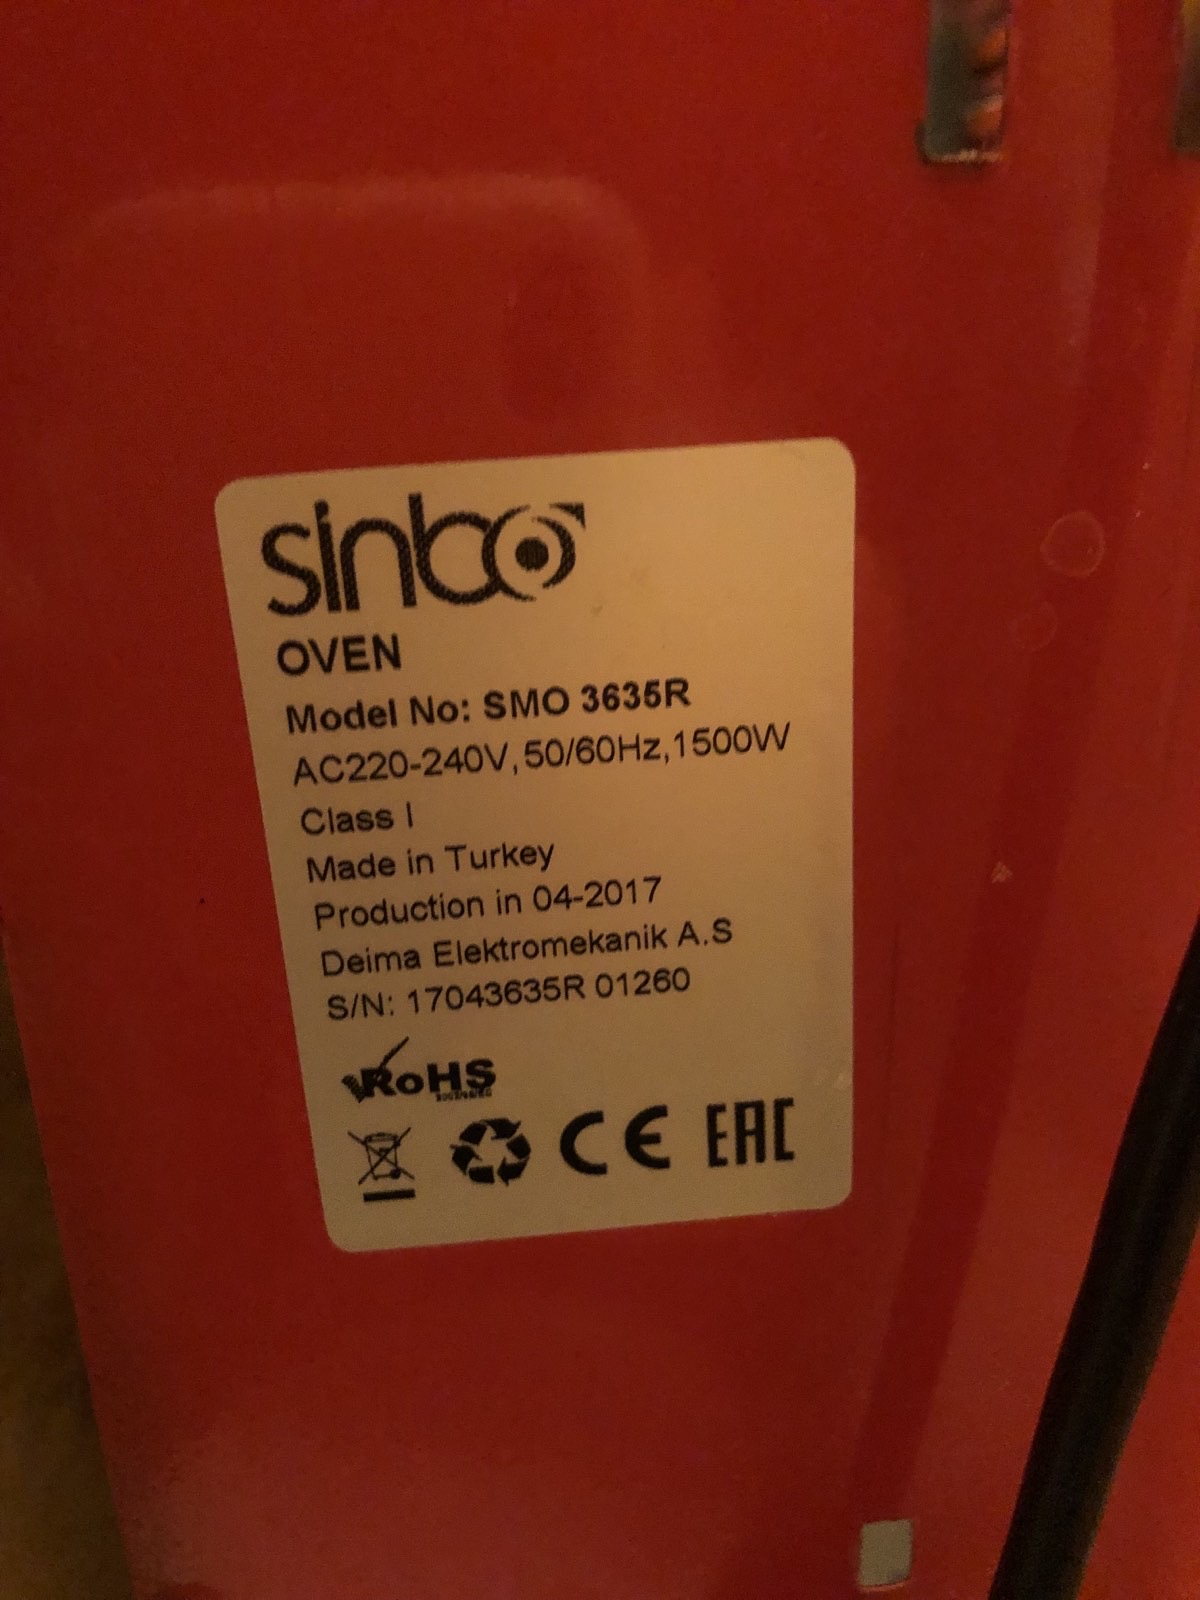 sinbo
OVEN
Model No: SMO 3635R
AC220-240V, 50/60Hz,1500W
Class I
Made in Turkey
Production in 04-2017
Deima Elektromekanik A.S
S/N: 17043635R 01260
RoHS
CE EAC